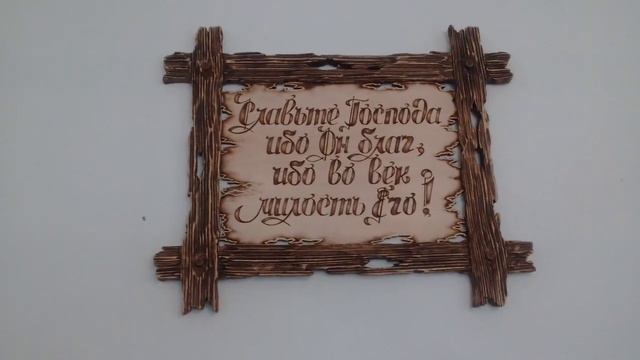 Славьте Господа
ибо Он благ,
ибо во век
милость Его!